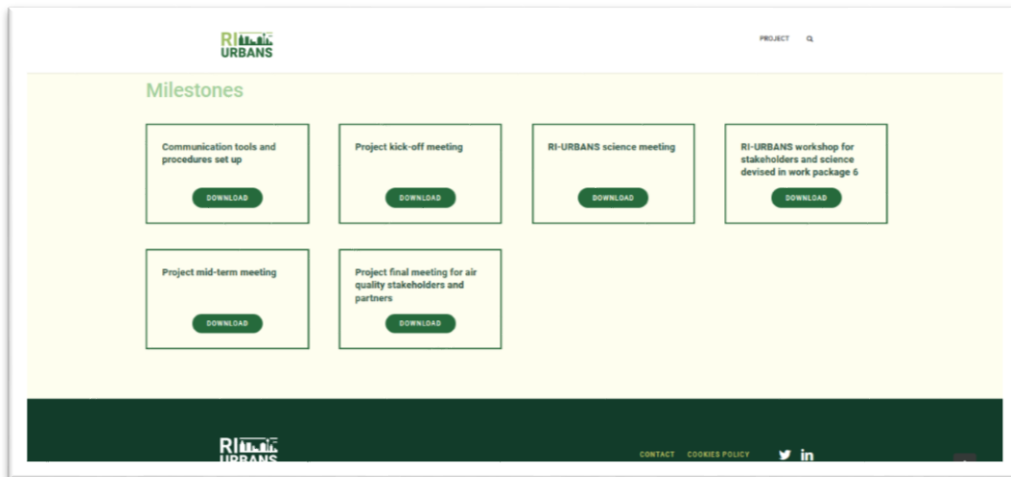 RI
URBANS
PROJECT
Milestones
Communication tools and
procedures set up
DOWNLOAD
Project kick-off meeting
DOWNLOAD
RI-URBANS science meeting
DOWNLOAD
RI-URBANS workshop for
stakeholders and science
devised in work package 6
DOWNLOAD
Project mid-term meeting
DOWNLOAD
Project final meeting for air
quality stakeholders and
partners
DOWNLOAD
RI
URBANS
CONTACT COOKIES POLICY